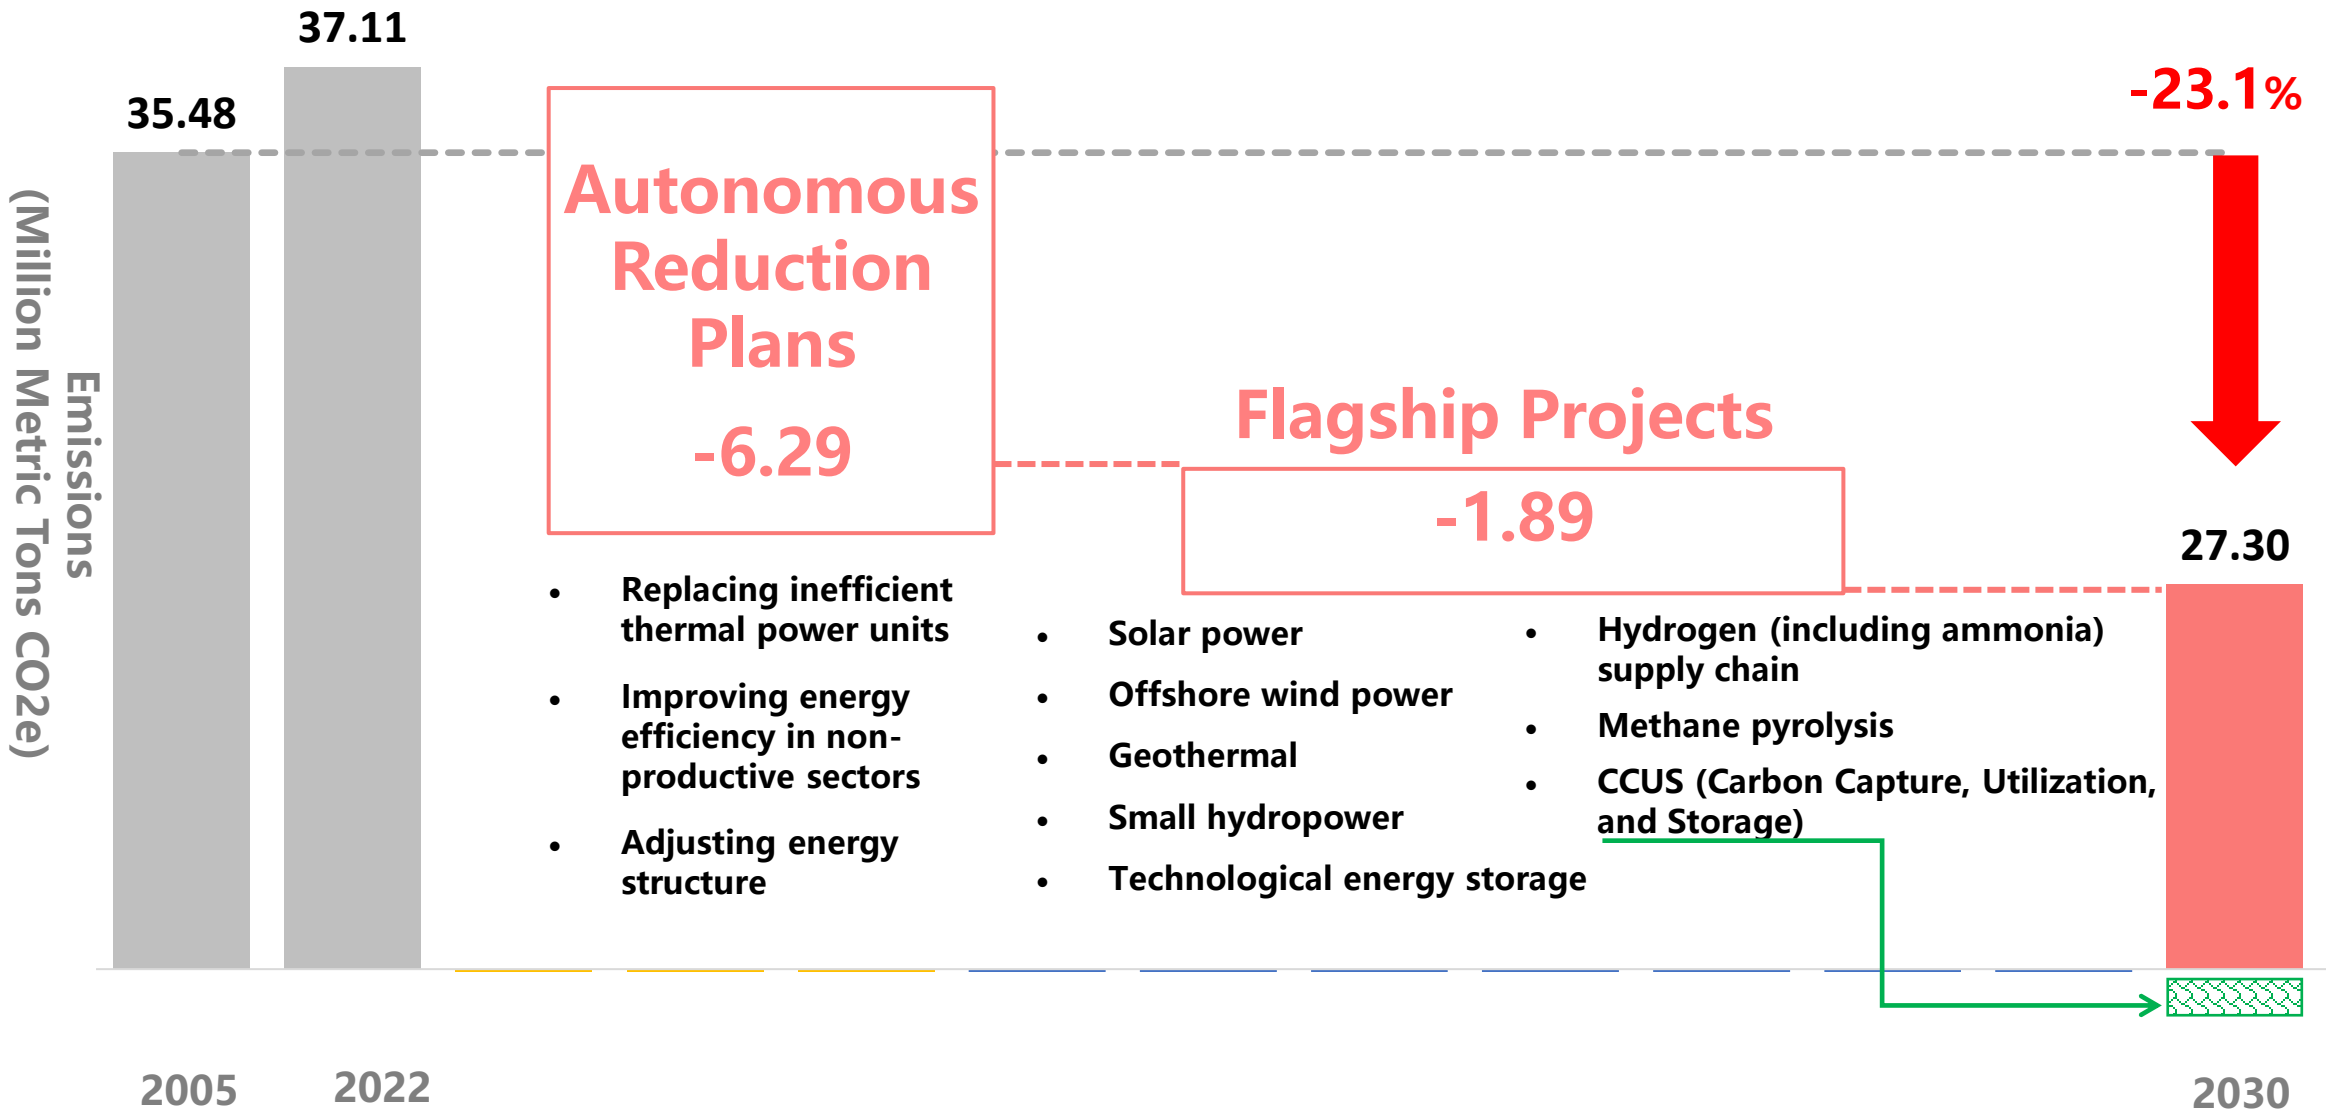 37.11
35.48
-23.1%
Emissions
(Million Metric Tons CO2e)
Autonomous
Reduction
Plans
-6.29
Flagship Projects
-1.89
27.30
• Replacing inefficient
thermal power units
• Improving energy
efficiency in non-
productive sectors
• Adjusting energy
structure
• Solar power
• Offshore wind power
• Geothermal
• Small hydropower
• Technological energy storage
• Hydrogen (including ammonia)
supply chain
• Methane pyrolysis
• CCUS (Carbon Capture, Utilization,
and Storage)
2005
2022
2030